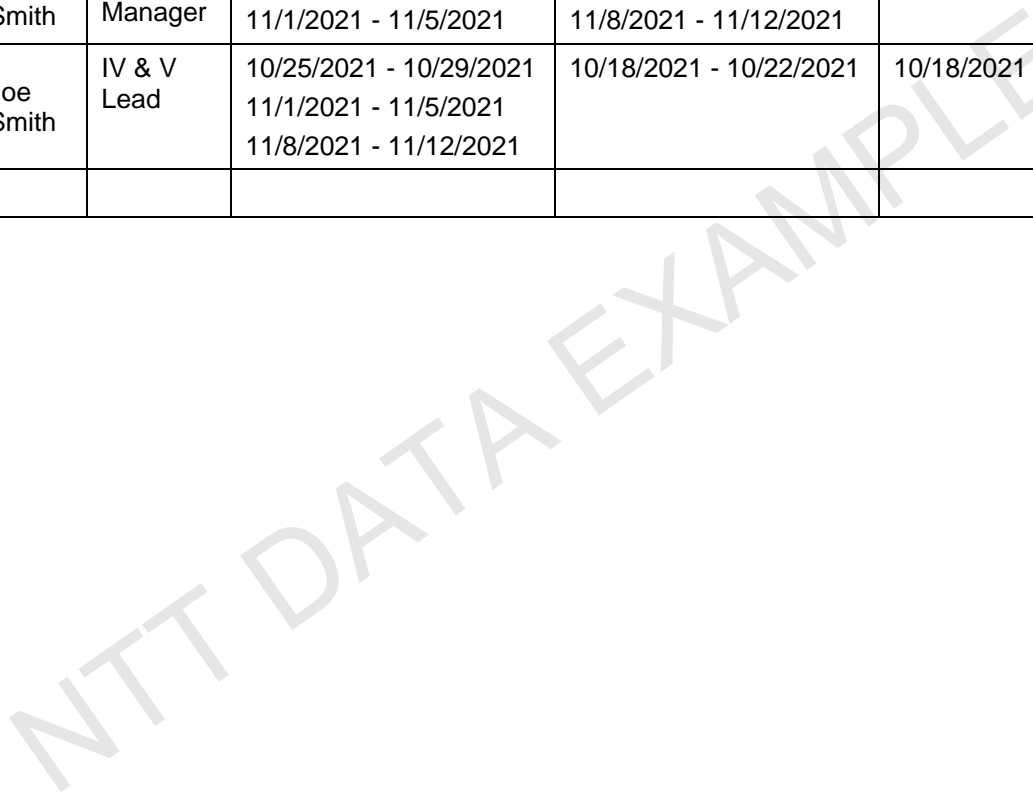 Smith Manager 11/1/2021 - 11/5/2021 11/8/2021 - 11/12/2021
IV & V 10/25/2021 - 10/29/2021 10/18/2021 - 10/22/2021 10/18/2021
oe Lead 11/1/2021 - 11/5/2021
Smith 11/8/2021 - 11/12/2021
NTT DATA EXAMPLE